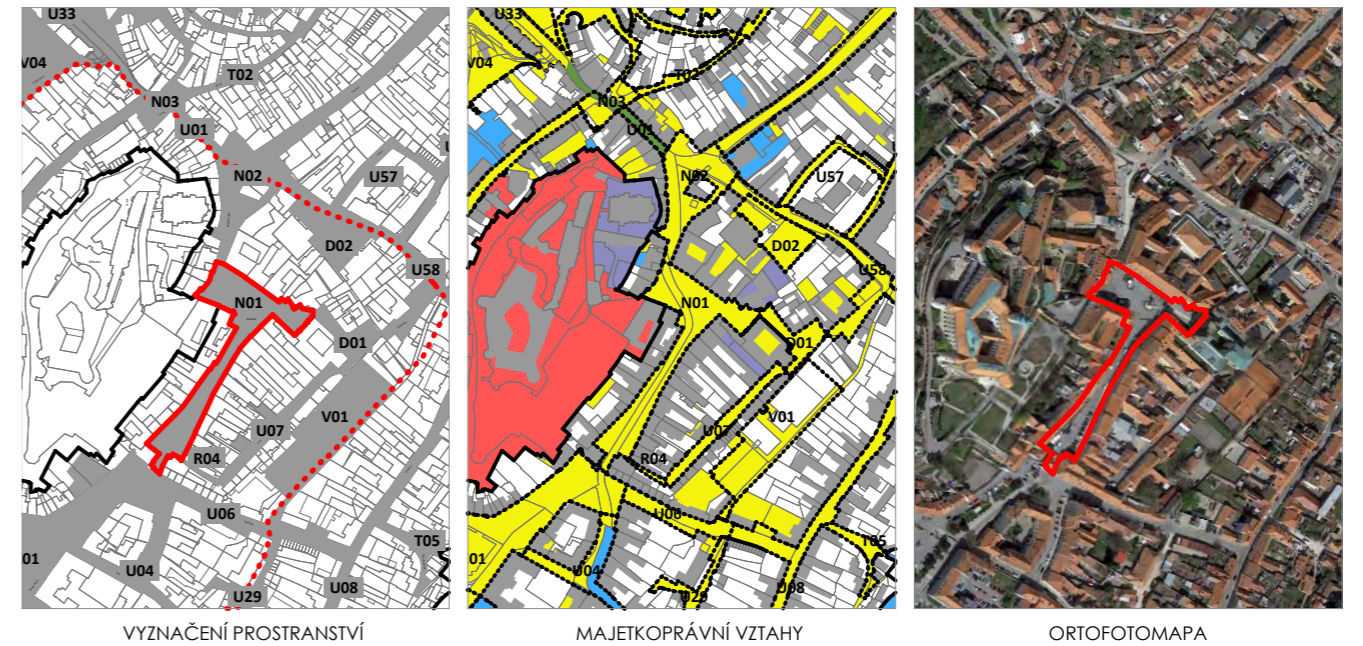 U33
V04
T02
N03
U01
N02
U57
D02
U58
N01
D01
V01
U07
R04
U06
T05
01
U04
U29
U08
U33
V04
T02
N03
U01
N02
U57
D02
U58
N01
D01
V01
U07
R04
U06
T05
01
U04
U29
U08
VYZNAČENÍ PROSTRANSTVÍ
MAJETKOPRÁVNÍ VZTAHY
ORTOFOTOMAPA